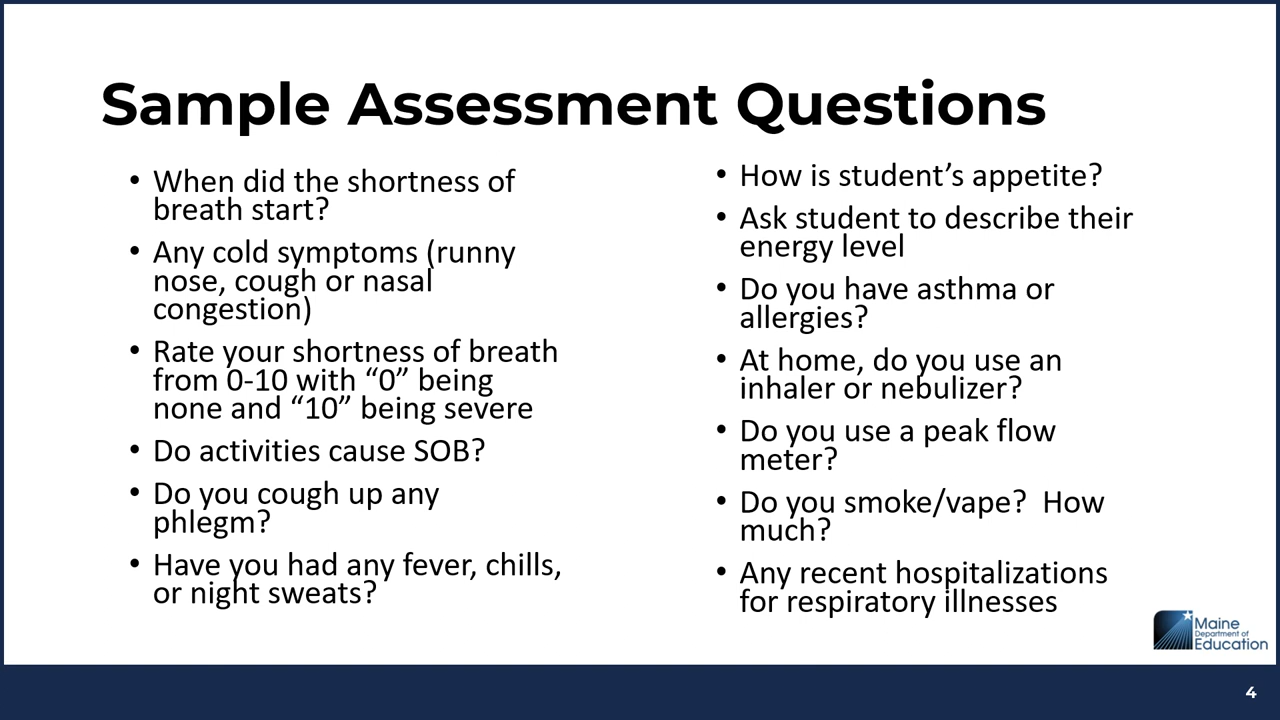 Sample Assessment Questions
• When did the shortness of
breath start?
• Any cold symptoms (runny
nose, cough or nasal
congestion)
• Rate your shortness of breath
from 0-10 with “0” being
none and “10” being severe
• Do activities cause SOB?
• Do you cough up any
phlegm?
• Have you had any fever, chills,
or night sweats?
• How is student’s appetite?
• Ask student to describe their
energy level
• Do you have asthma or
allergies?
• At home, do you use an
inhaler or nebulizer?
• Do you use a peak flow
meter?
• Do you smoke/vape?  How
much?
• Any recent hospitalizations
for respiratory illnesses
Maine
Department of
Education
4